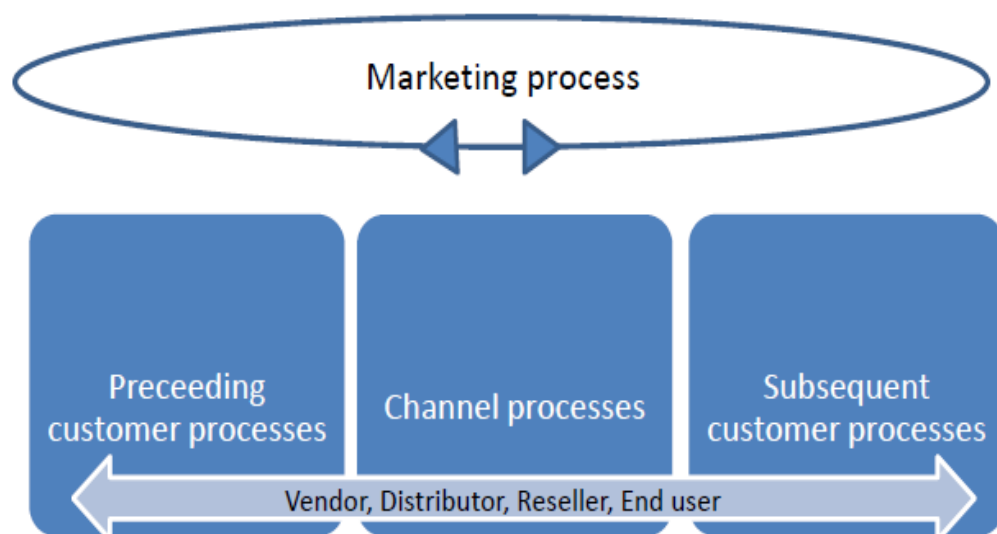 Marketing process
Preceeding
customer processes
Channel processes
Subsequent
customer processes
Vendor, Distributor, Reseller, End user